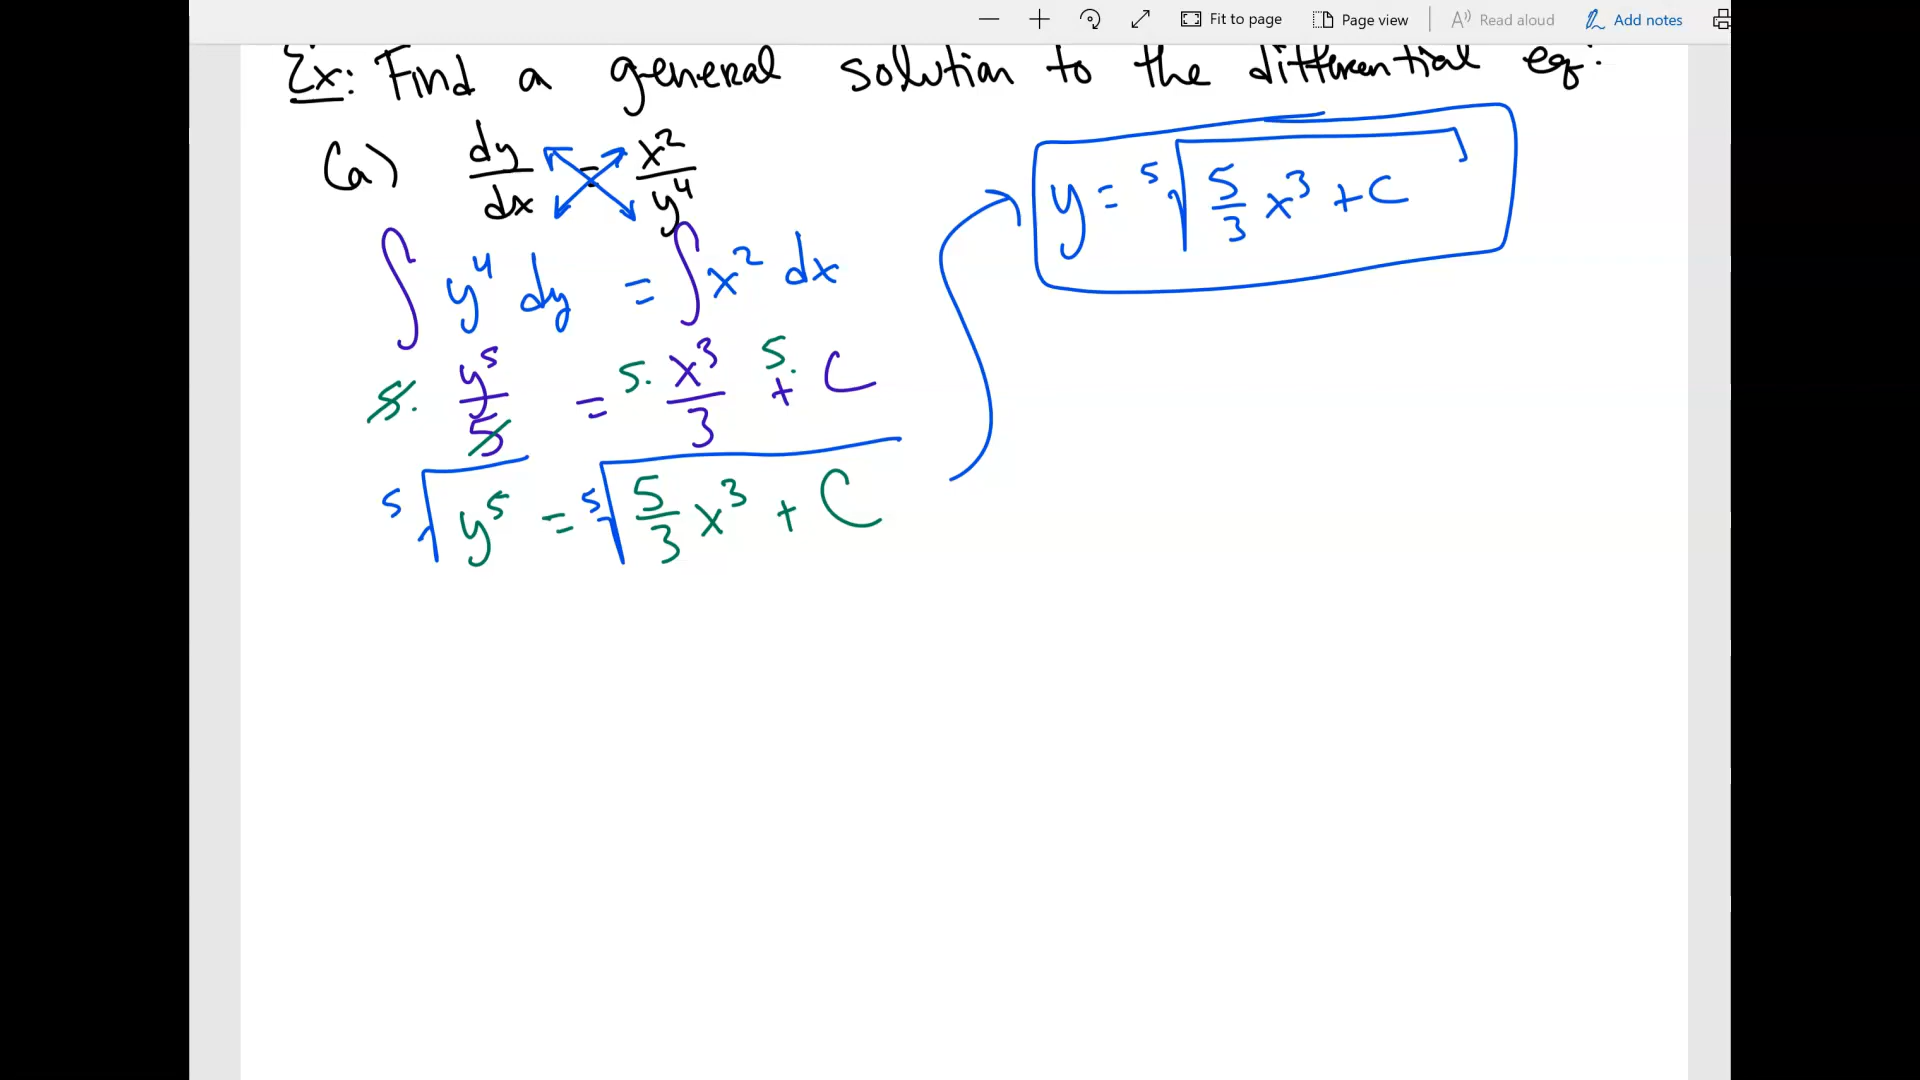 Fit to page Page view Read aloud Add notes
Ex: Find a general solution to the differential eq:
(a) dy/dx = x²/y⁴
∫ y⁴ dy = ∫ x² dx
5· y⁵/5 = 5· x³/3 + 5· C
⁵√y⁵ = ⁵√(5/3 x³ + C)
y = ⁵√(5/3 x³ + C)